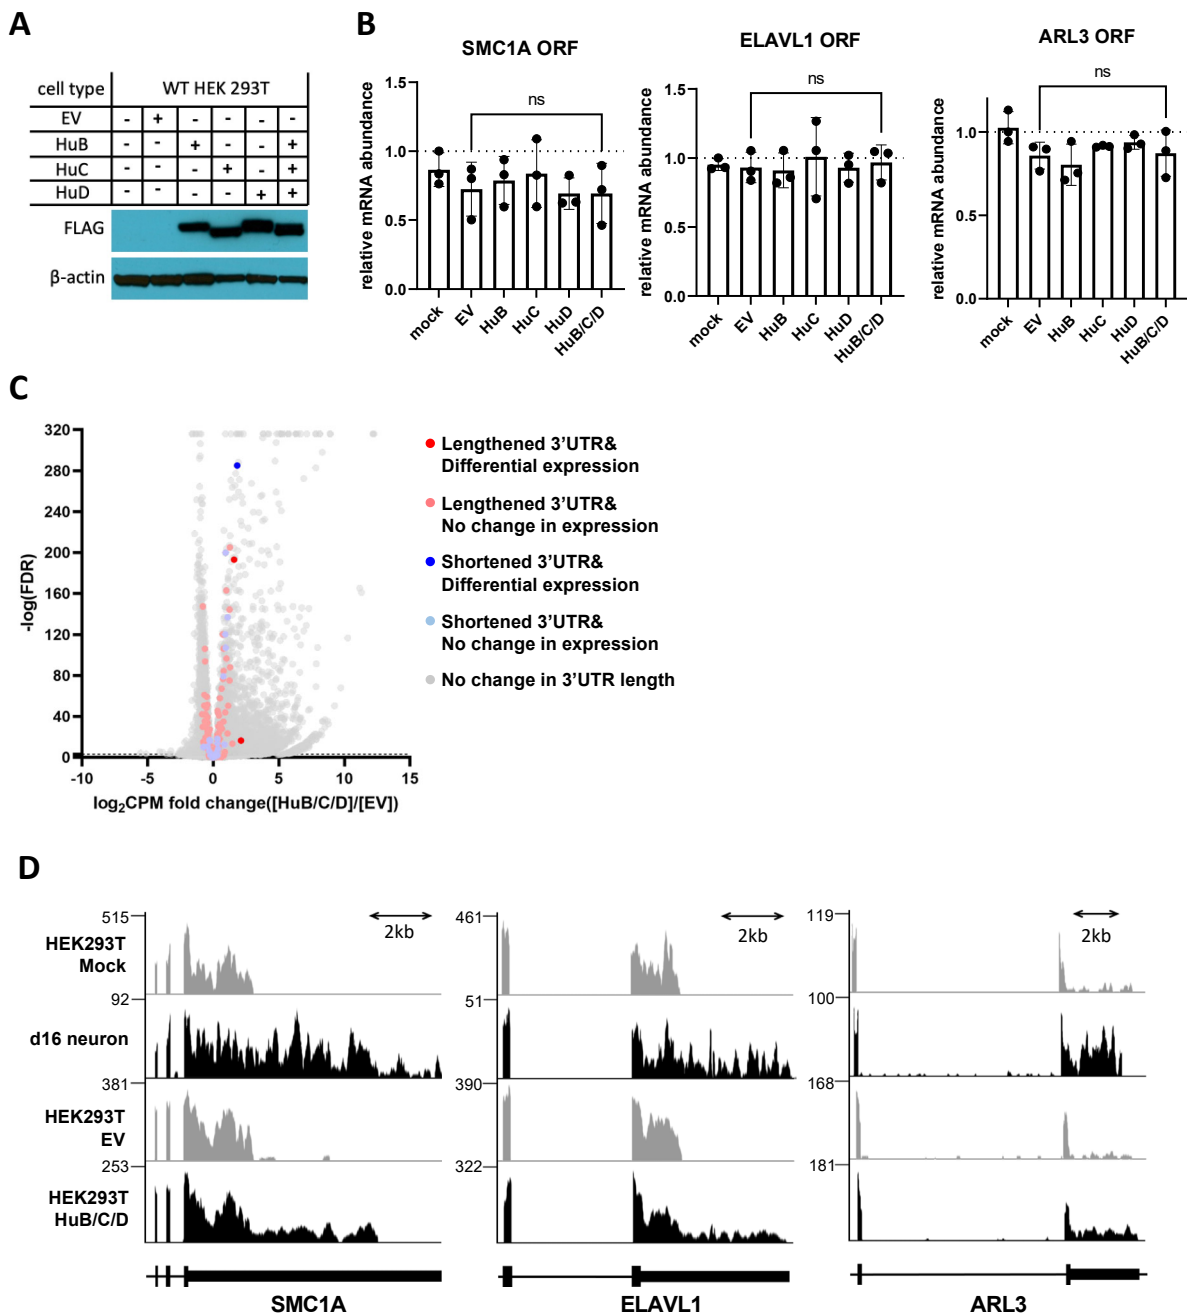 A
cell type WT HEK 293T
EV - + - - - -
HuB - - + - - +
HuC - - - + - +
HuD - - - - + +
FLAG
β-actin
B
SMC1A ORF
ns
relative mRNA abundance
1.5
1.0
0.5
0.0
mock EV HuB HuC HuD HuB/C/D
ELAVL1 ORF
ns
relative mRNA abundance
1.5
1.0
0.5
0.0
mock EV HuB HuC HuD HuB/C/D
ARL3 ORF
ns
relative mRNA abundance
1.0
0.5
0.0
mock EV HuB HuC HuD HuB/C/D
C
-log(FDR)
320
280
240
200
160
120
80
40
0
-10 -5 0 5 10 15
log2CPM fold change([HuB/C/D]/[EV])
Lengthened 3'UTR&
Differential expression
Lengthened 3'UTR&
No change in expression
Shortened 3'UTR&
Differential expression
Shortened 3'UTR&
No change in expression
No change in 3'UTR length
D
HEK293T
Mock
d16 neuron
HEK293T
EV
HEK293T
HuB/C/D
515
92
381
253
2kb
SMC1A
461
51
390
322
2kb
ELAVL1
119
100
168
181
2kb
ARL3